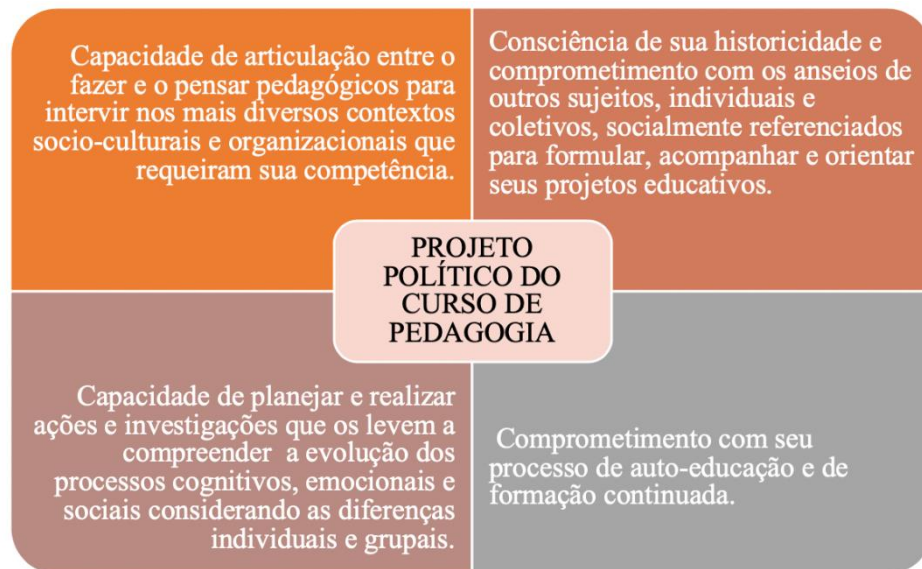 Capacidade de articulação entre o
fazer e o pensar pedagógicos para
intervir nos mais diversos contextos
socio-culturais e organizacionais que
requeiram sua competência.
Consciência de sua historicidade e
comprometimento com os anseios de
outros sujeitos, individuais e
coletivos, socialmente referenciados
para formular, acompanhar e orientar
seus projetos educativos.
PROJETO
POLÍTICO DO
CURSO DE
PEDAGOGIA
Capacidade de planejar e realizar
ações e investigações que os levem a
compreender a evolução dos
processos cognitivos, emocionais e
sociais considerando as diferenças
individuais e grupais.
Comprometimento com seu
processo de auto-educação e de
formação continuada.